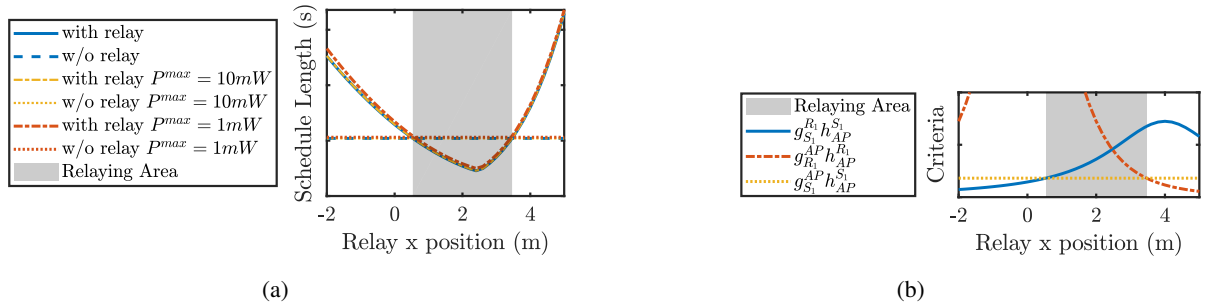 with relay
w/o relay
with relay P^{max} = 10mW
w/o relay P^{max} = 10mW
with relay P^{max} = 1mW
w/o relay P^{max} = 1mW
Relaying Area
Schedule Length (s)
-2 0 2 4
Relay x position (m)
(a)
Relaying Area
g_{S_1}^{R_1} h_{AP}^{S_1}
g_{R_1}^{AP} h_{AP}^{R_1}
g_{S_1}^{AP} h_{AP}^{S_1}
Criteria
-2 0 2 4
Relay x position (m)
(b)